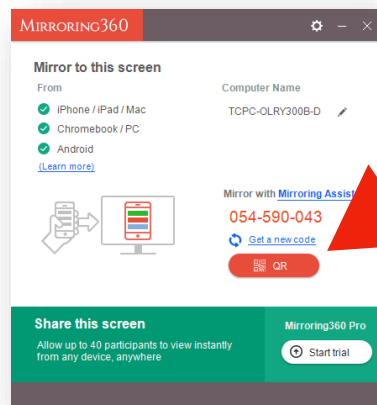 MIRRORING360
Mirror to this screen
From
iPhone / iPad / Mac
Chromebook / PC
Android
(Learn more)
Computer Name
TCPC-OLRY300B-D
Mirror with Mirroring
054-590-043
Get a new code
QR
Share this screen
Allow up to 40 participants to view instantly
from any device, anywhere
Mirroring360 Pro
Start trial